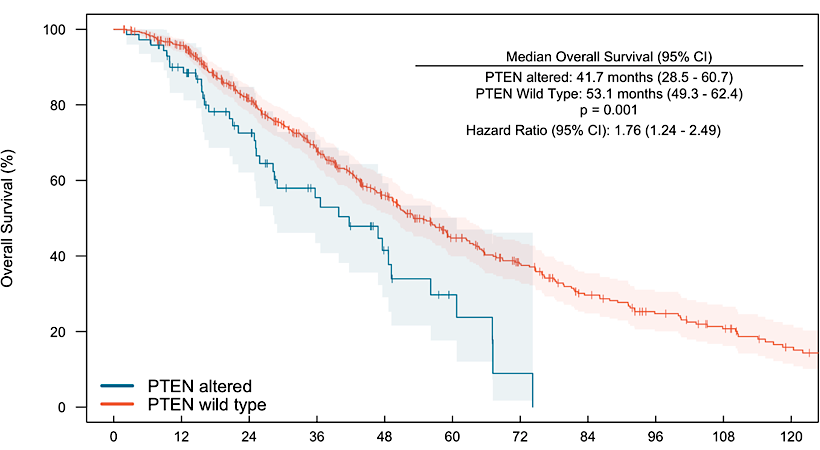 Overall Survival (%)
100
80
60
40
20
0
Median Overall Survival (95% CI)
PTEN altered: 41.7 months (28.5 - 60.7)
PTEN Wild Type: 53.1 months (49.3 - 62.4)
p = 0.001
Hazard Ratio (95% CI): 1.76 (1.24 - 2.49)
PTEN altered
PTEN wild type
0 12 24 36 48 60 72 84 96 108 120